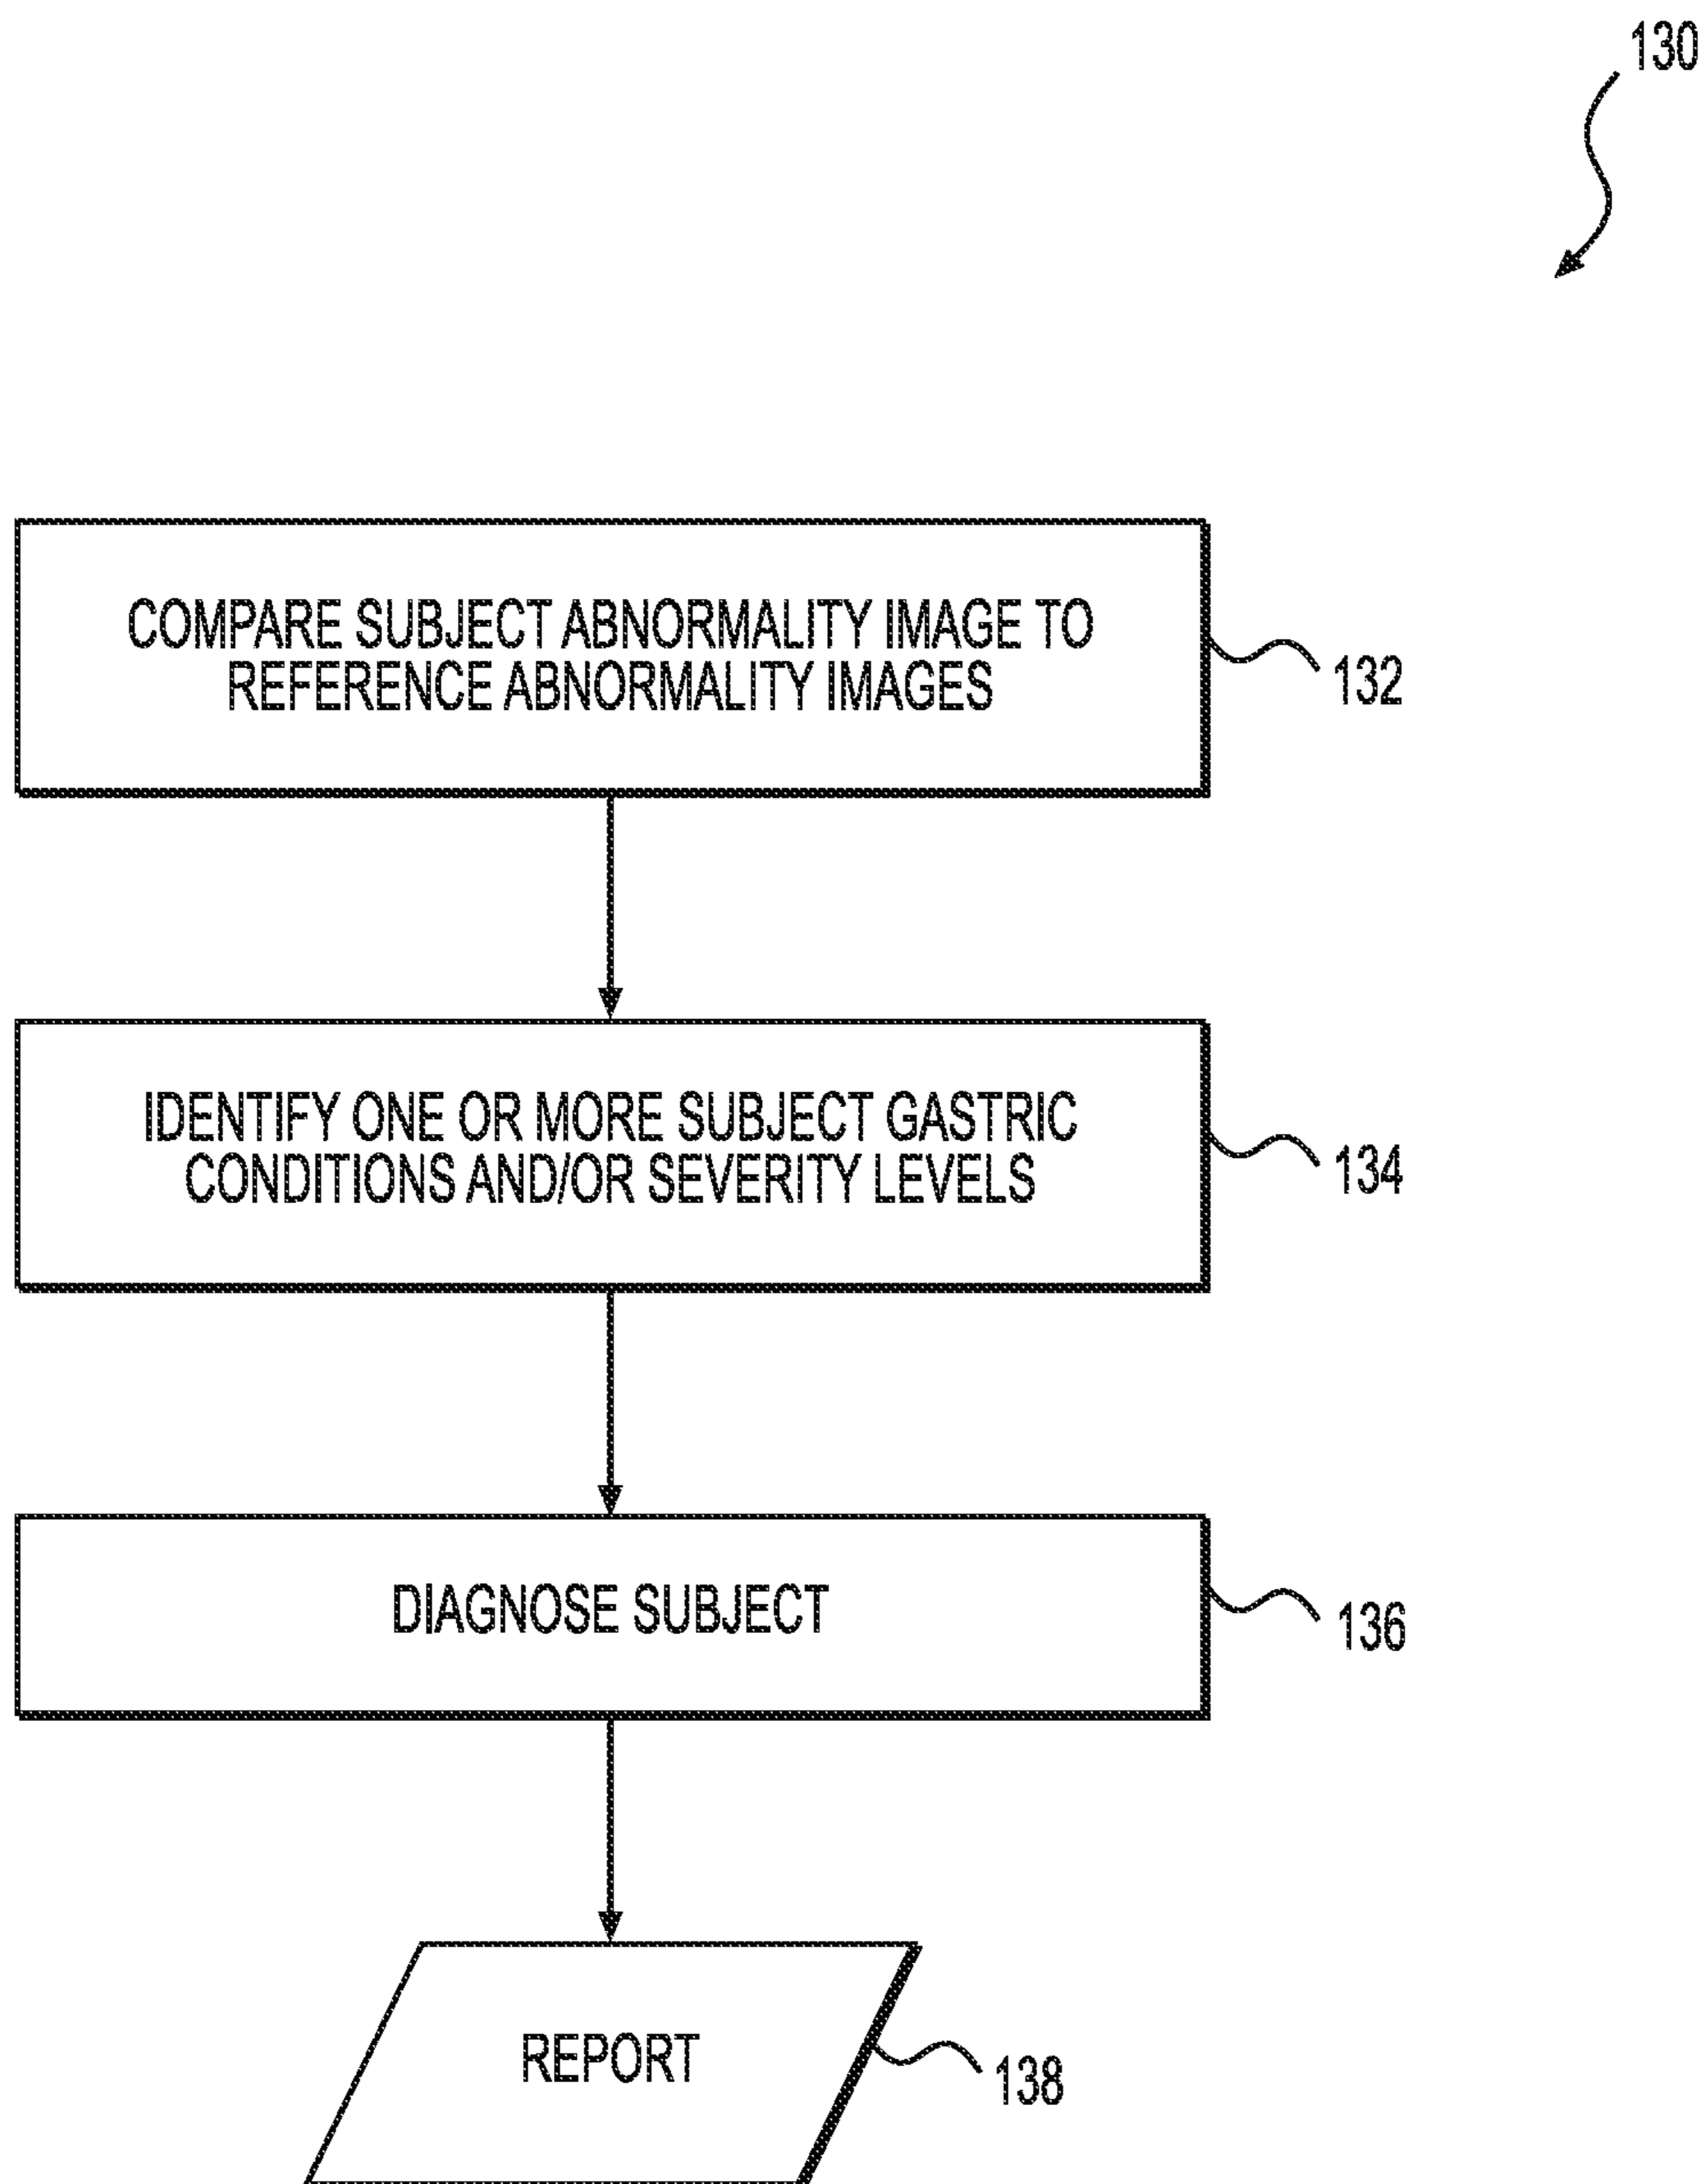 130
COMPARE SUBJECT ABNORMALITY IMAGE TO
REFERENCE ABNORMALITY IMAGES
132
IDENTIFY ONE OR MORE SUBJECT GASTRIC
CONDITIONS AND/OR SEVERITY LEVELS
134
DIAGNOSE SUBJECT
136
REPORT
138